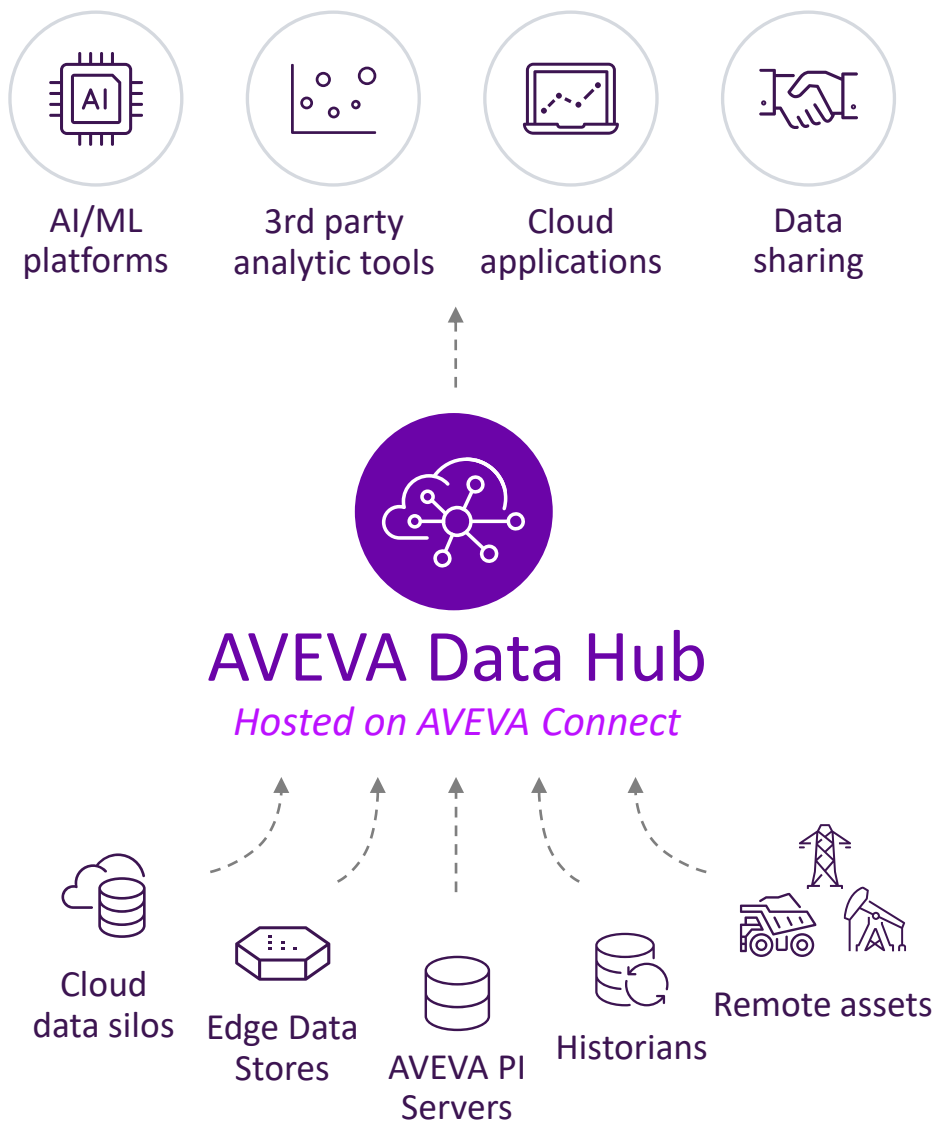 AI
AI/ML
platforms
3rd party
analytic tools
Cloud
applications
Data
sharing
AVEVA Data Hub
Hosted on AVEVA Connect
Cloud
data silos
Edge Data
Stores
AVEVA PI
Servers
Historians
Remote assets